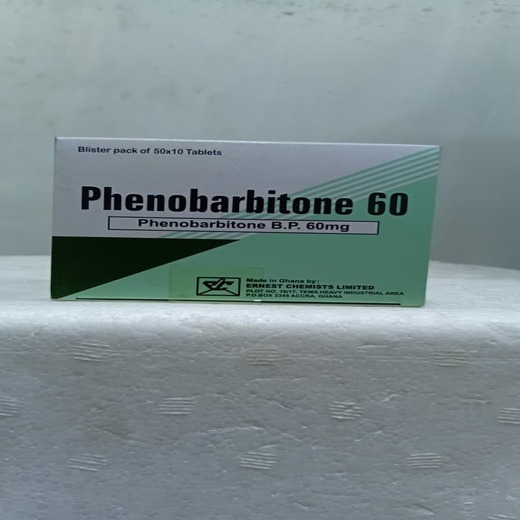 Blister pack of 50x10 Tablets
Phenobarbitone 60
Phenobarbitone B.P. 60mg
Made in Ghana by:
ERNEST CHEMISTS LIMITED
PLOT NO. 16/17, TEMA HEAVY INDUSTRIAL AREA
P.O.BOX 3345 ACCRA, GHANA